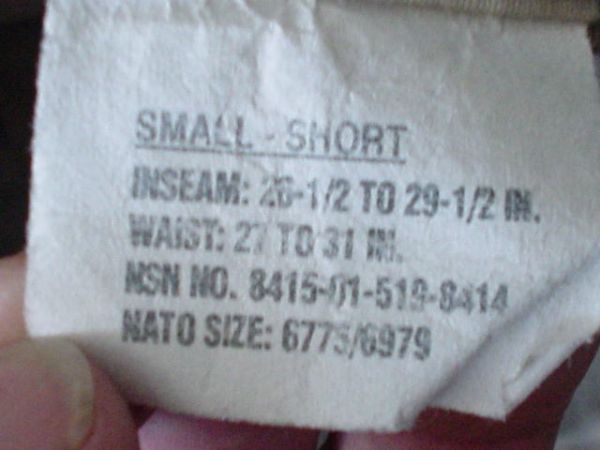 SMALL - SHORT
INSEAM: 26-1/2 TO 29-1/2 IN.
WAIST: 27 TO 31 IN.
NSN NO. 8415-01-519-8414
NATO SIZE: 6775/6979